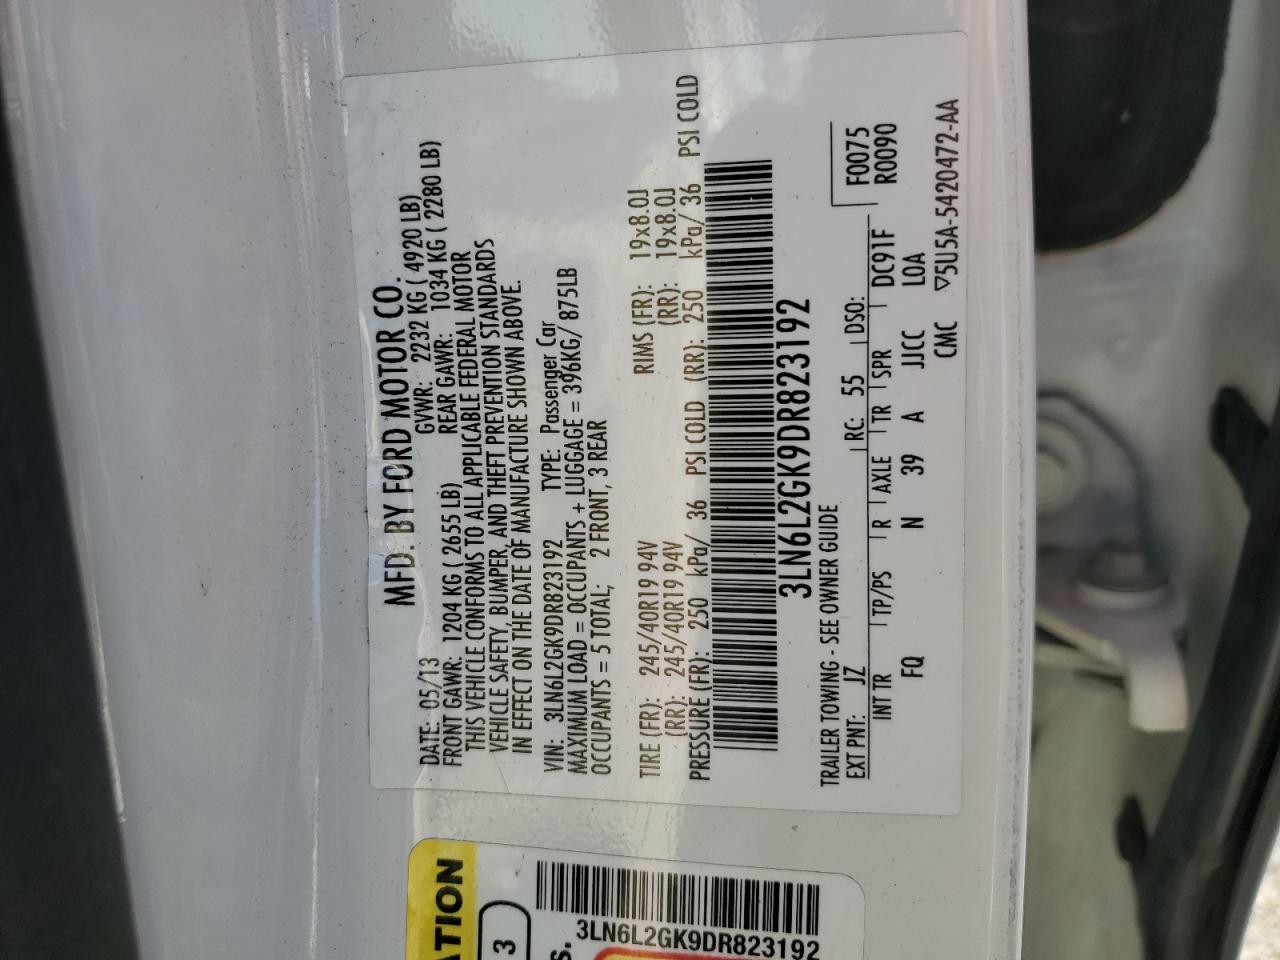 MFD. BY FORD MOTOR CO.
DATE: 05/13 GVWR: 2232 KG ( 4920 LB)
FRONT GAWR: 1204 KG ( 2655 LB) REAR GAWR: 1034 KG ( 2280 LB)
THIS VEHICLE CONFORMS TO ALL APPLICABLE FEDERAL MOTOR
VEHICLE SAFETY, BUMPER, AND THEFT PREVENTION STANDARDS
IN EFFECT ON THE DATE OF MANUFACTURE SHOWN ABOVE.
VIN: 3LN6L2GK9DR823192 TYPE: Passenger Car
MAXIMUM LOAD = OCCUPANTS + LUGGAGE = 396KG/ 875LB
OCCUPANTS = 5 TOTAL; 2 FRONT, 3 REAR
TIRE (FR): 245/40R19 94V RIMS (FR): 19x8.0J
(RR): 245/40R19 94V (RR): 19x8.0J
PRESSURE (FR): 250 kPa/ 36 PSI COLD (RR): 250 kPa/ 36 PSI COLD
3LN6L2GK9DR823192
TRAILER TOWING - SEE OWNER GUIDE
EXT PNT: JZ RC: 55 DSO: F0075
INT TR TP/PS R AXLE TR SPR DC91F R0090
FQ N 39 A JJCC LOA
CMC ▽5U5A-5420472-AA
ATION
3
S.
3LN6L2GK9DR823192